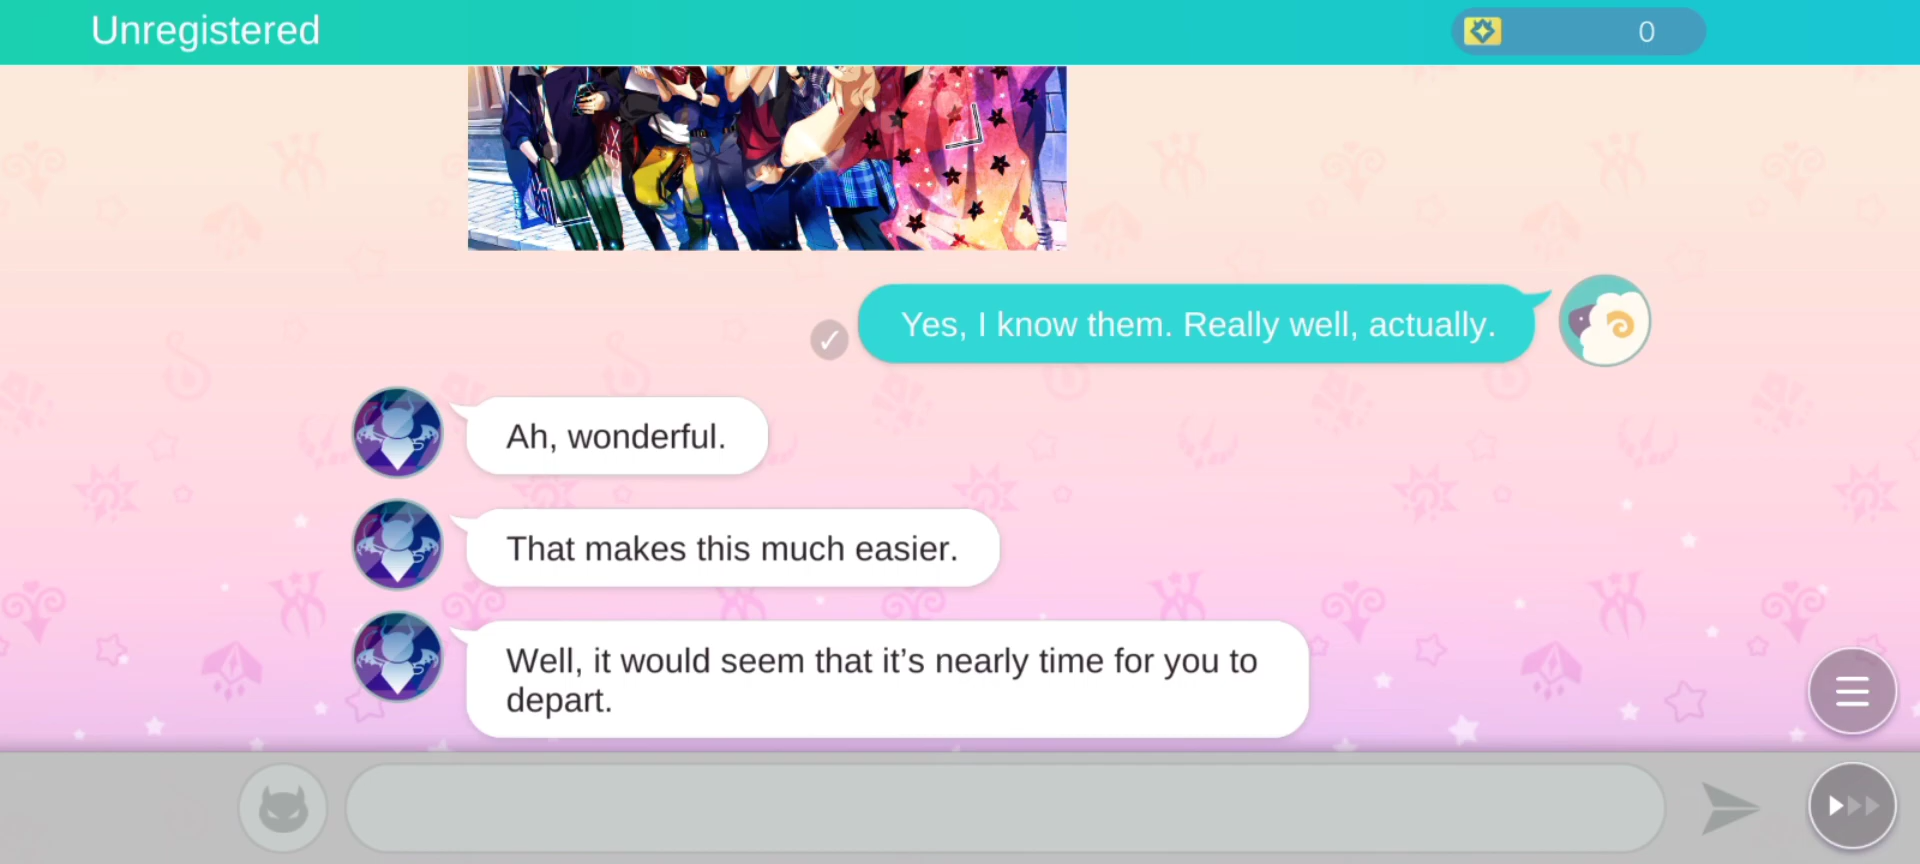 Unregistered
0
Yes, I know them. Really well, actually.
Ah, wonderful.
That makes this much easier.
Well, it would seem that it’s nearly time for you to
depart.